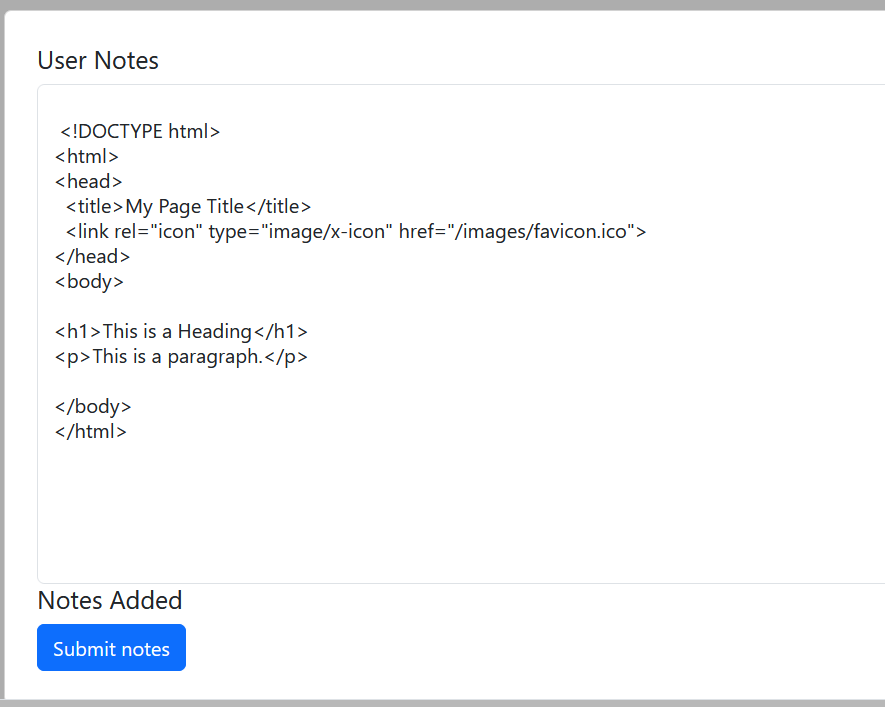 User Notes
<!DOCTYPE html>
<html>
<head>
<title>My Page Title</title>
<link rel="icon" type="image/x-icon" href="/images/favicon.ico">
</head>
<body>
<h1>This is a Heading</h1>
<p>This is a paragraph.</p>
</body>
</html>
Notes Added
Submit notes